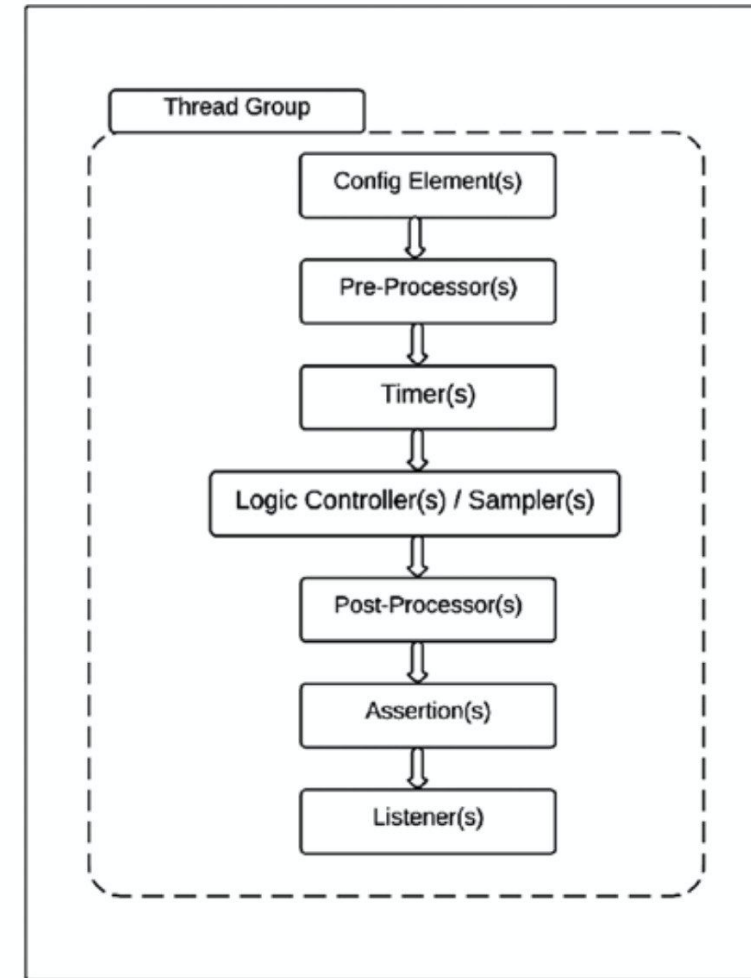 Thread Group
Config Element(s)
Pre-Processor(s)
Timer(s)
Logic Controller(s) / Sampler(s)
Post-Processor(s)
Assertion(s)
Listener(s)